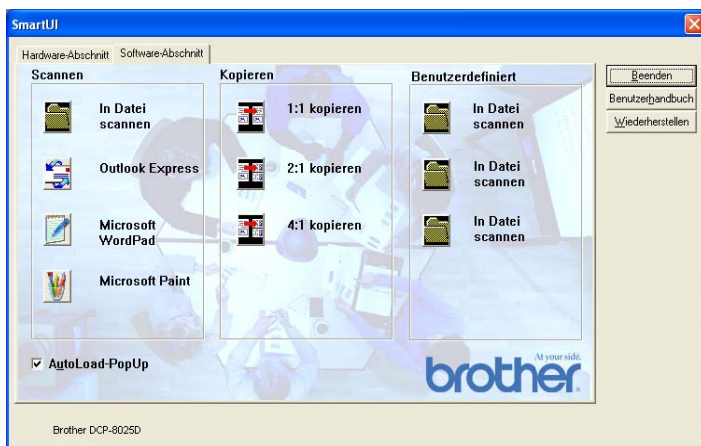 SmartUI
Hardware-Abschnitt
Software-Abschnitt
Scannen
In Datei
scannen
Outlook Express
Microsoft
WordPad
Microsoft Paint
Kopieren
1:1 kopieren
2:1 kopieren
4:1 kopieren
Benutzerdefiniert
In Datei
scannen
In Datei
scannen
In Datei
scannen
Beenden
Benutzerhandbuch
Wiederherstellen
AutoLoad-PopUp
At your side.
brother
Brother DCP-8025D